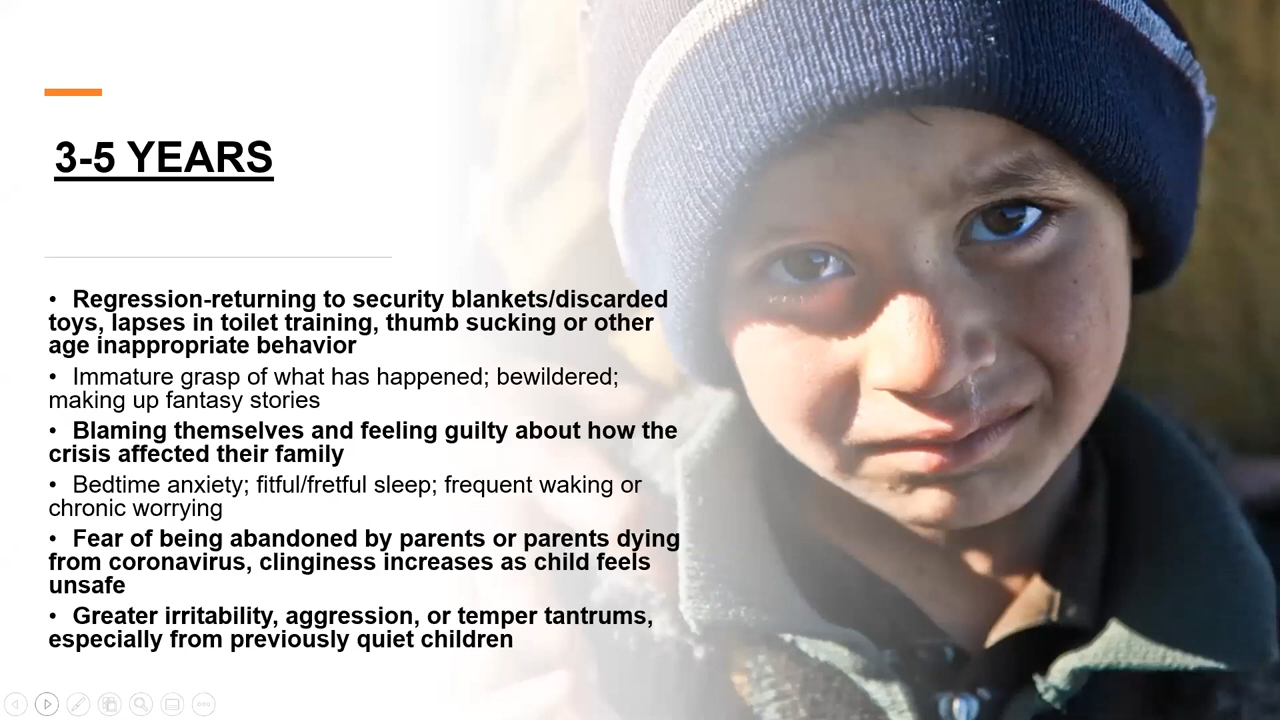 3-5 YEARS
• Regression-returning to security blankets/discarded
toys, lapses in toilet training, thumb sucking or other
age inappropriate behavior
• Immature grasp of what has happened; bewildered;
making up fantasy stories
• Blaming themselves and feeling guilty about how the
crisis affected their family
• Bedtime anxiety; fitful/fretful sleep; frequent waking or
chronic worrying
• Fear of being abandoned by parents or parents dying
from coronavirus, clinginess increases as child feels
unsafe
• Greater irritability, aggression, or temper tantrums,
especially from previously quiet children